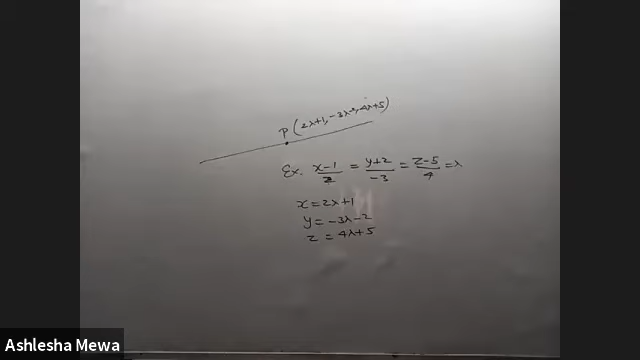 P (2λ+1, -3λ-2, 4λ+5)
Ex. x-1/2 = y+2/-3 = z-5/4 = λ
x = 2λ+1
y = -3λ-2
z = 4λ+5
Ashlesha Mewa